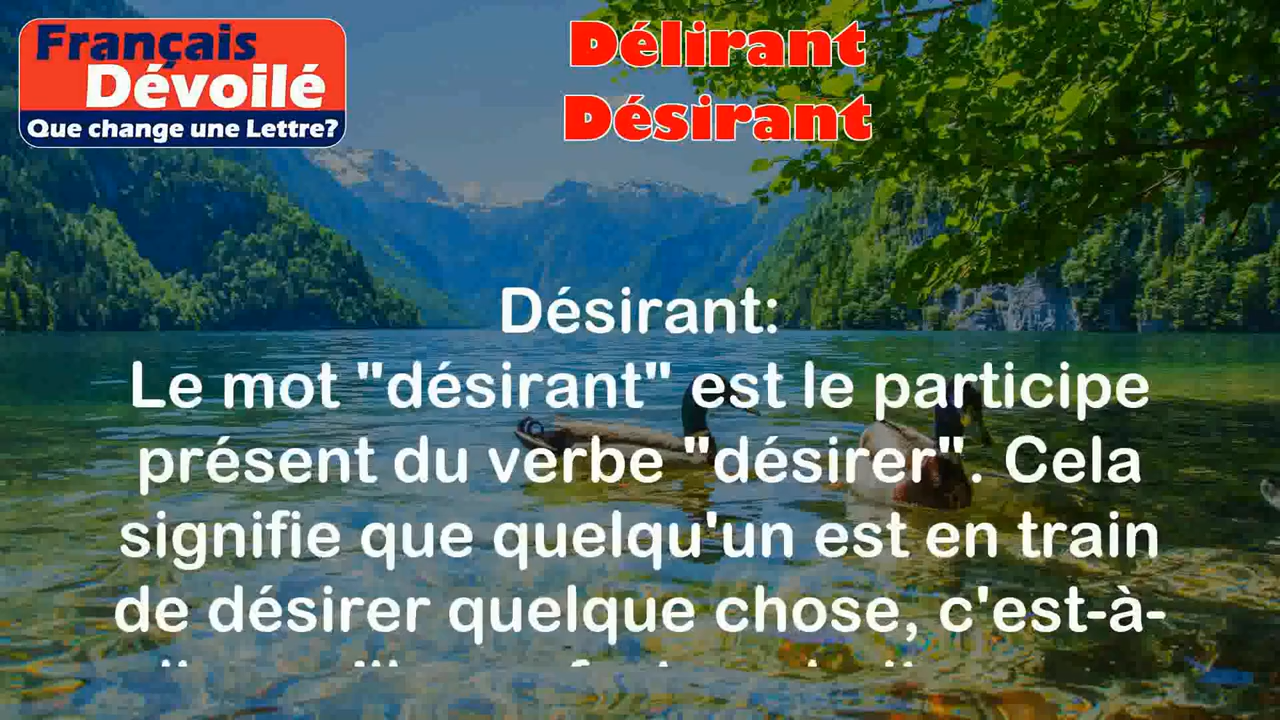 Français
Dévoilé
Que change une Lettre?
Délirant
Désirant
Désirant:
Le mot "désirant" est le participe
présent du verbe "désirer". Cela
signifie que quelqu'un est en train
de désirer quelque chose, c'est-à-